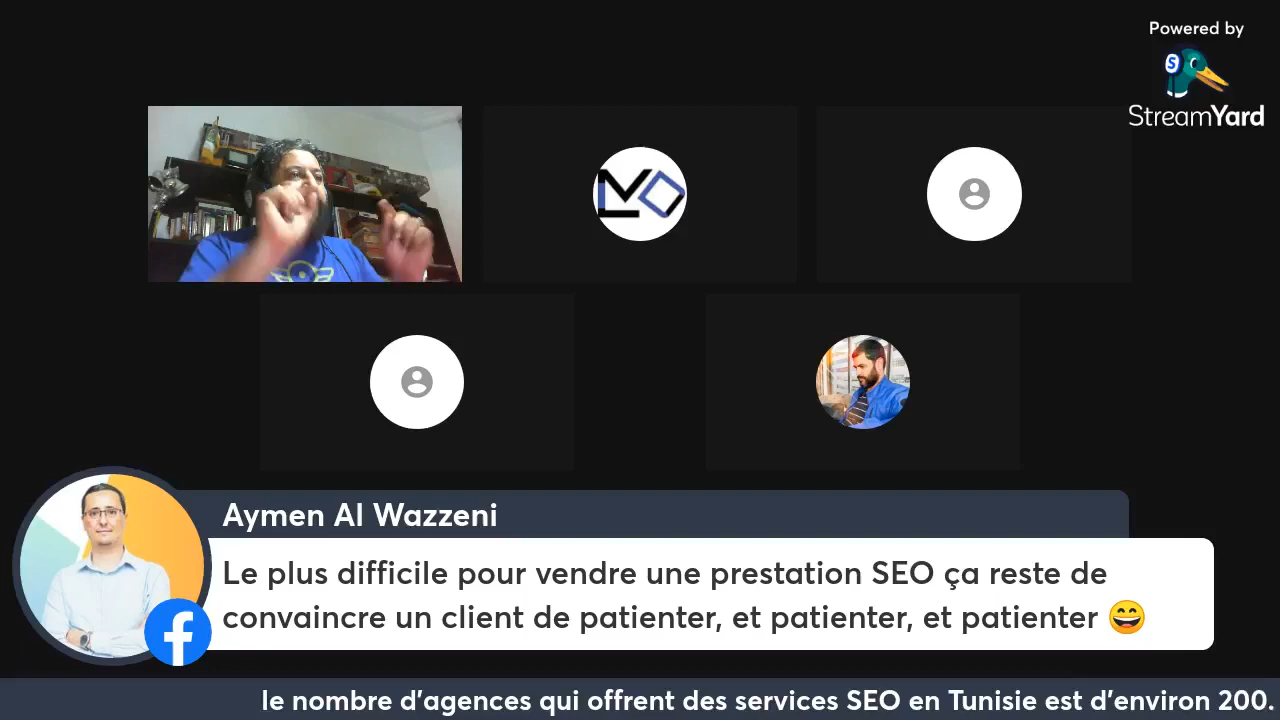 Powered by
StreamYard
Aymen Al Wazzeni
Le plus difficile pour vendre une prestation SEO ça reste de
convaincre un client de patienter, et patienter, et patienter 😄
le nombre d’agences qui offrent des services SEO en Tunisie est d’environ 200.